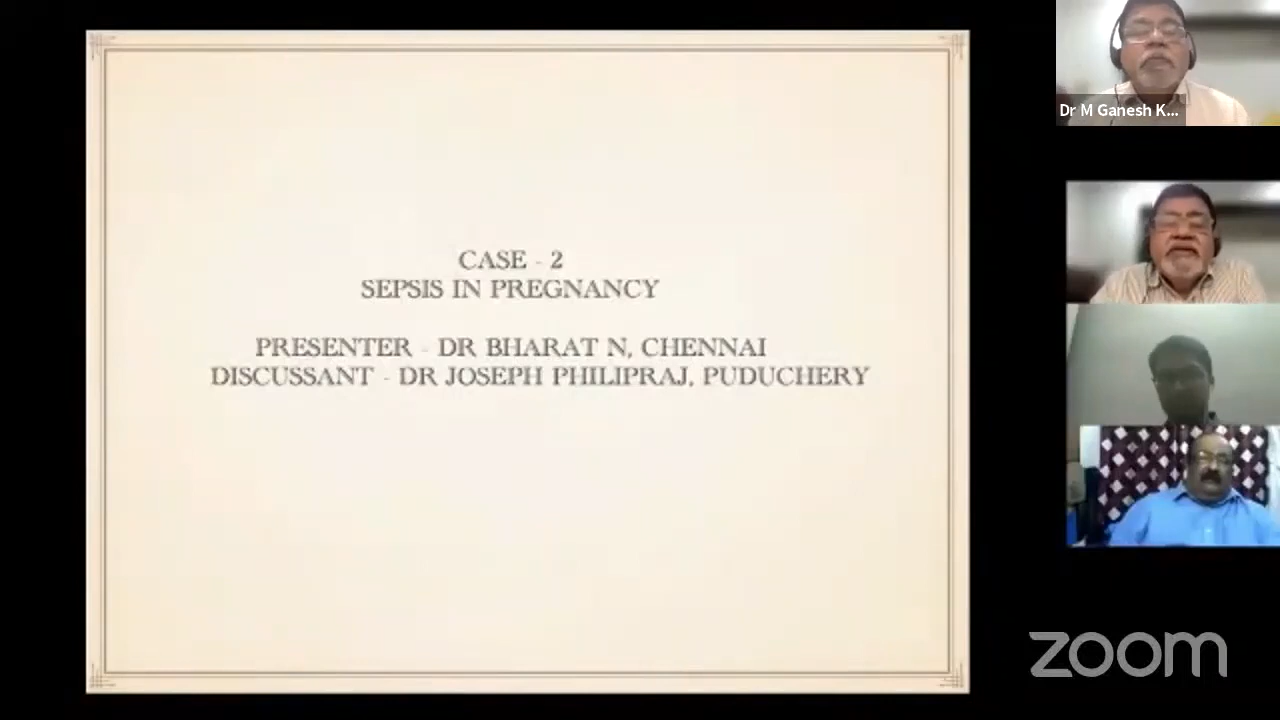 CASE - 2
SEPSIS IN PREGNANCY
PRESENTER - DR BHARAT N, CHENNAI
DISCUSSANT - DR JOSEPH PHILIPRAJ, PUDUCHERY
Dr M Ganesh K...
zoom